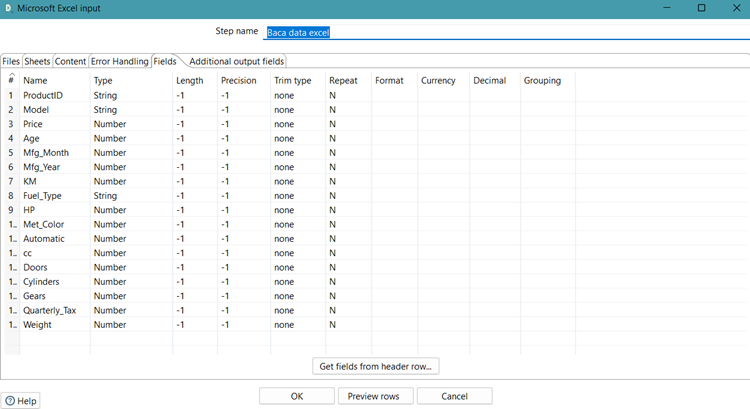 Microsoft Excel input
Step name Baca data excel
Files Sheets Content Error Handling Fields Additional output fields
# Name Type Length Precision Trim type Repeat Format Currency Decimal Grouping
1 ProductID String -1 -1 none N
2 Model String -1 -1 none N
3 Price Number -1 -1 none N
4 Age Number -1 -1 none N
5 Mfg_Month Number -1 -1 none N
6 Mfg_Year Number -1 -1 none N
7 KM Number -1 -1 none N
8 Fuel_Type String -1 -1 none N
9 HP Number -1 -1 none N
1... Met_Color Number -1 -1 none N
1... Automatic Number -1 -1 none N
1... cc Number -1 -1 none N
1... Doors Number -1 -1 none N
1... Cylinders Number -1 -1 none N
1... Gears Number -1 -1 none N
1... Quarterly_Tax Number -1 -1 none N
1... Weight Number -1 -1 none N
Get fields from header row...
Help OK Preview rows Cancel